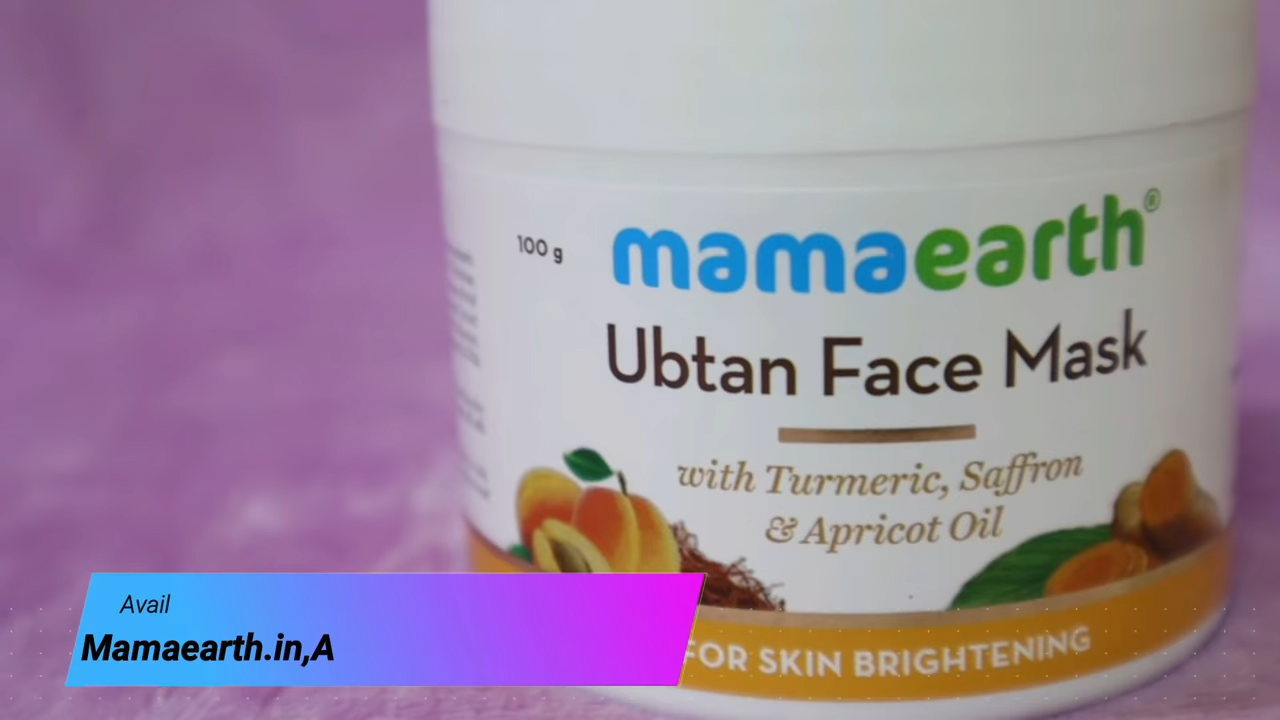 100 g
mamaearth®
Ubtan Face Mask
with Turmeric, Saffron
& Apricot Oil
FOR SKIN BRIGHTENING
Avail
Mamaearth.in,A